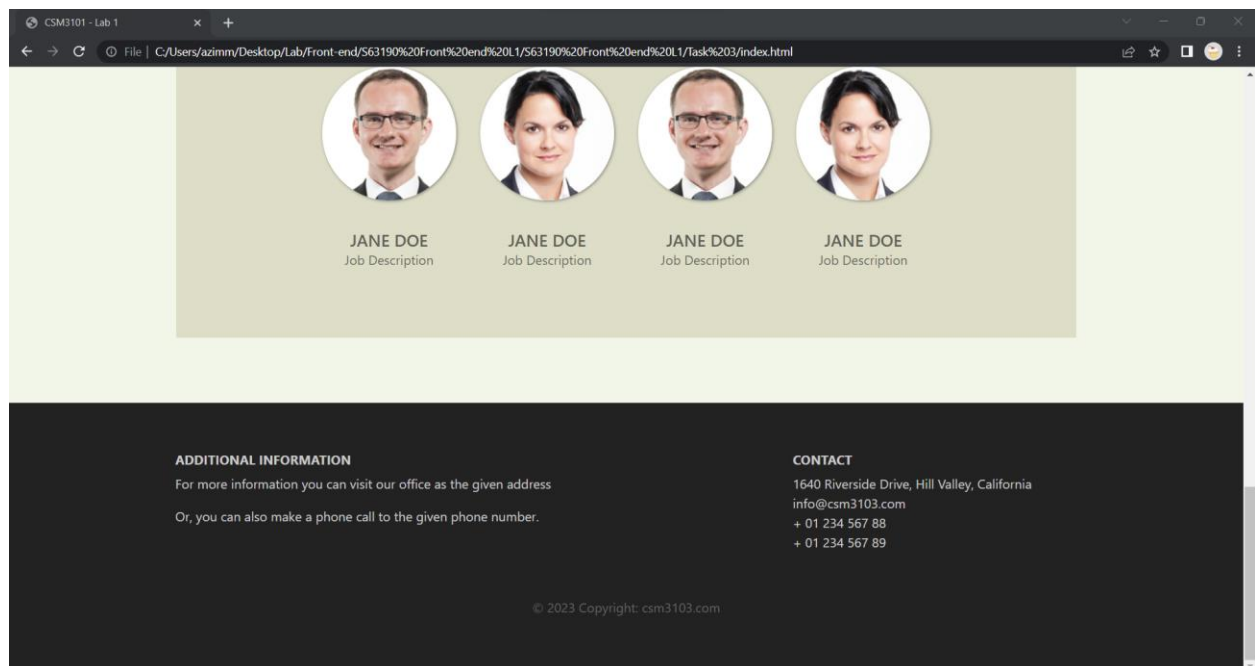 CSM3101 - Lab 1
File | C:/Users/azimm/Desktop/Lab/Front-end/S63190%20Front%20end%20L1/S63190%20Front%20end%20L1/Task%203/index.html
JANE DOE JANE DOE JANE DOE JANE DOE
Job Description Job Description Job Description Job Description
ADDITIONAL INFORMATION
For more information you can visit our office as the given address
Or, you can also make a phone call to the given phone number.
CONTACT
1640 Riverside Drive, Hill Valley, California
info@csm3103.com
+ 01 234 567 88
+ 01 234 567 89
© 2023 Copyright: csm3103.com